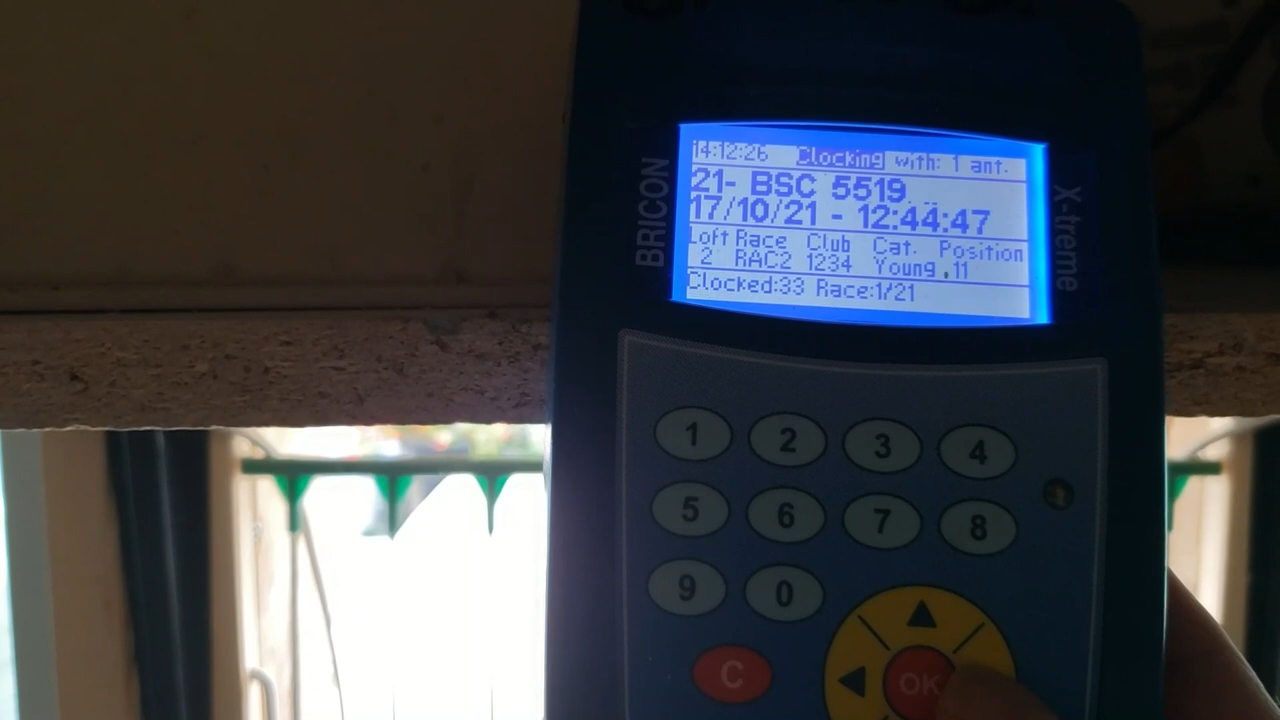 BRICON
X-treme
14:12:26 Clocking with: 1 ant.
21- BSC 5519
17/10/21 - 12:44:47
Loft Race Club Cat. Position
2 RAC2 1234 Young 11
Clocked:33 Race:1/21
1 2 3 4
5 6 7 8
9 0
C OK